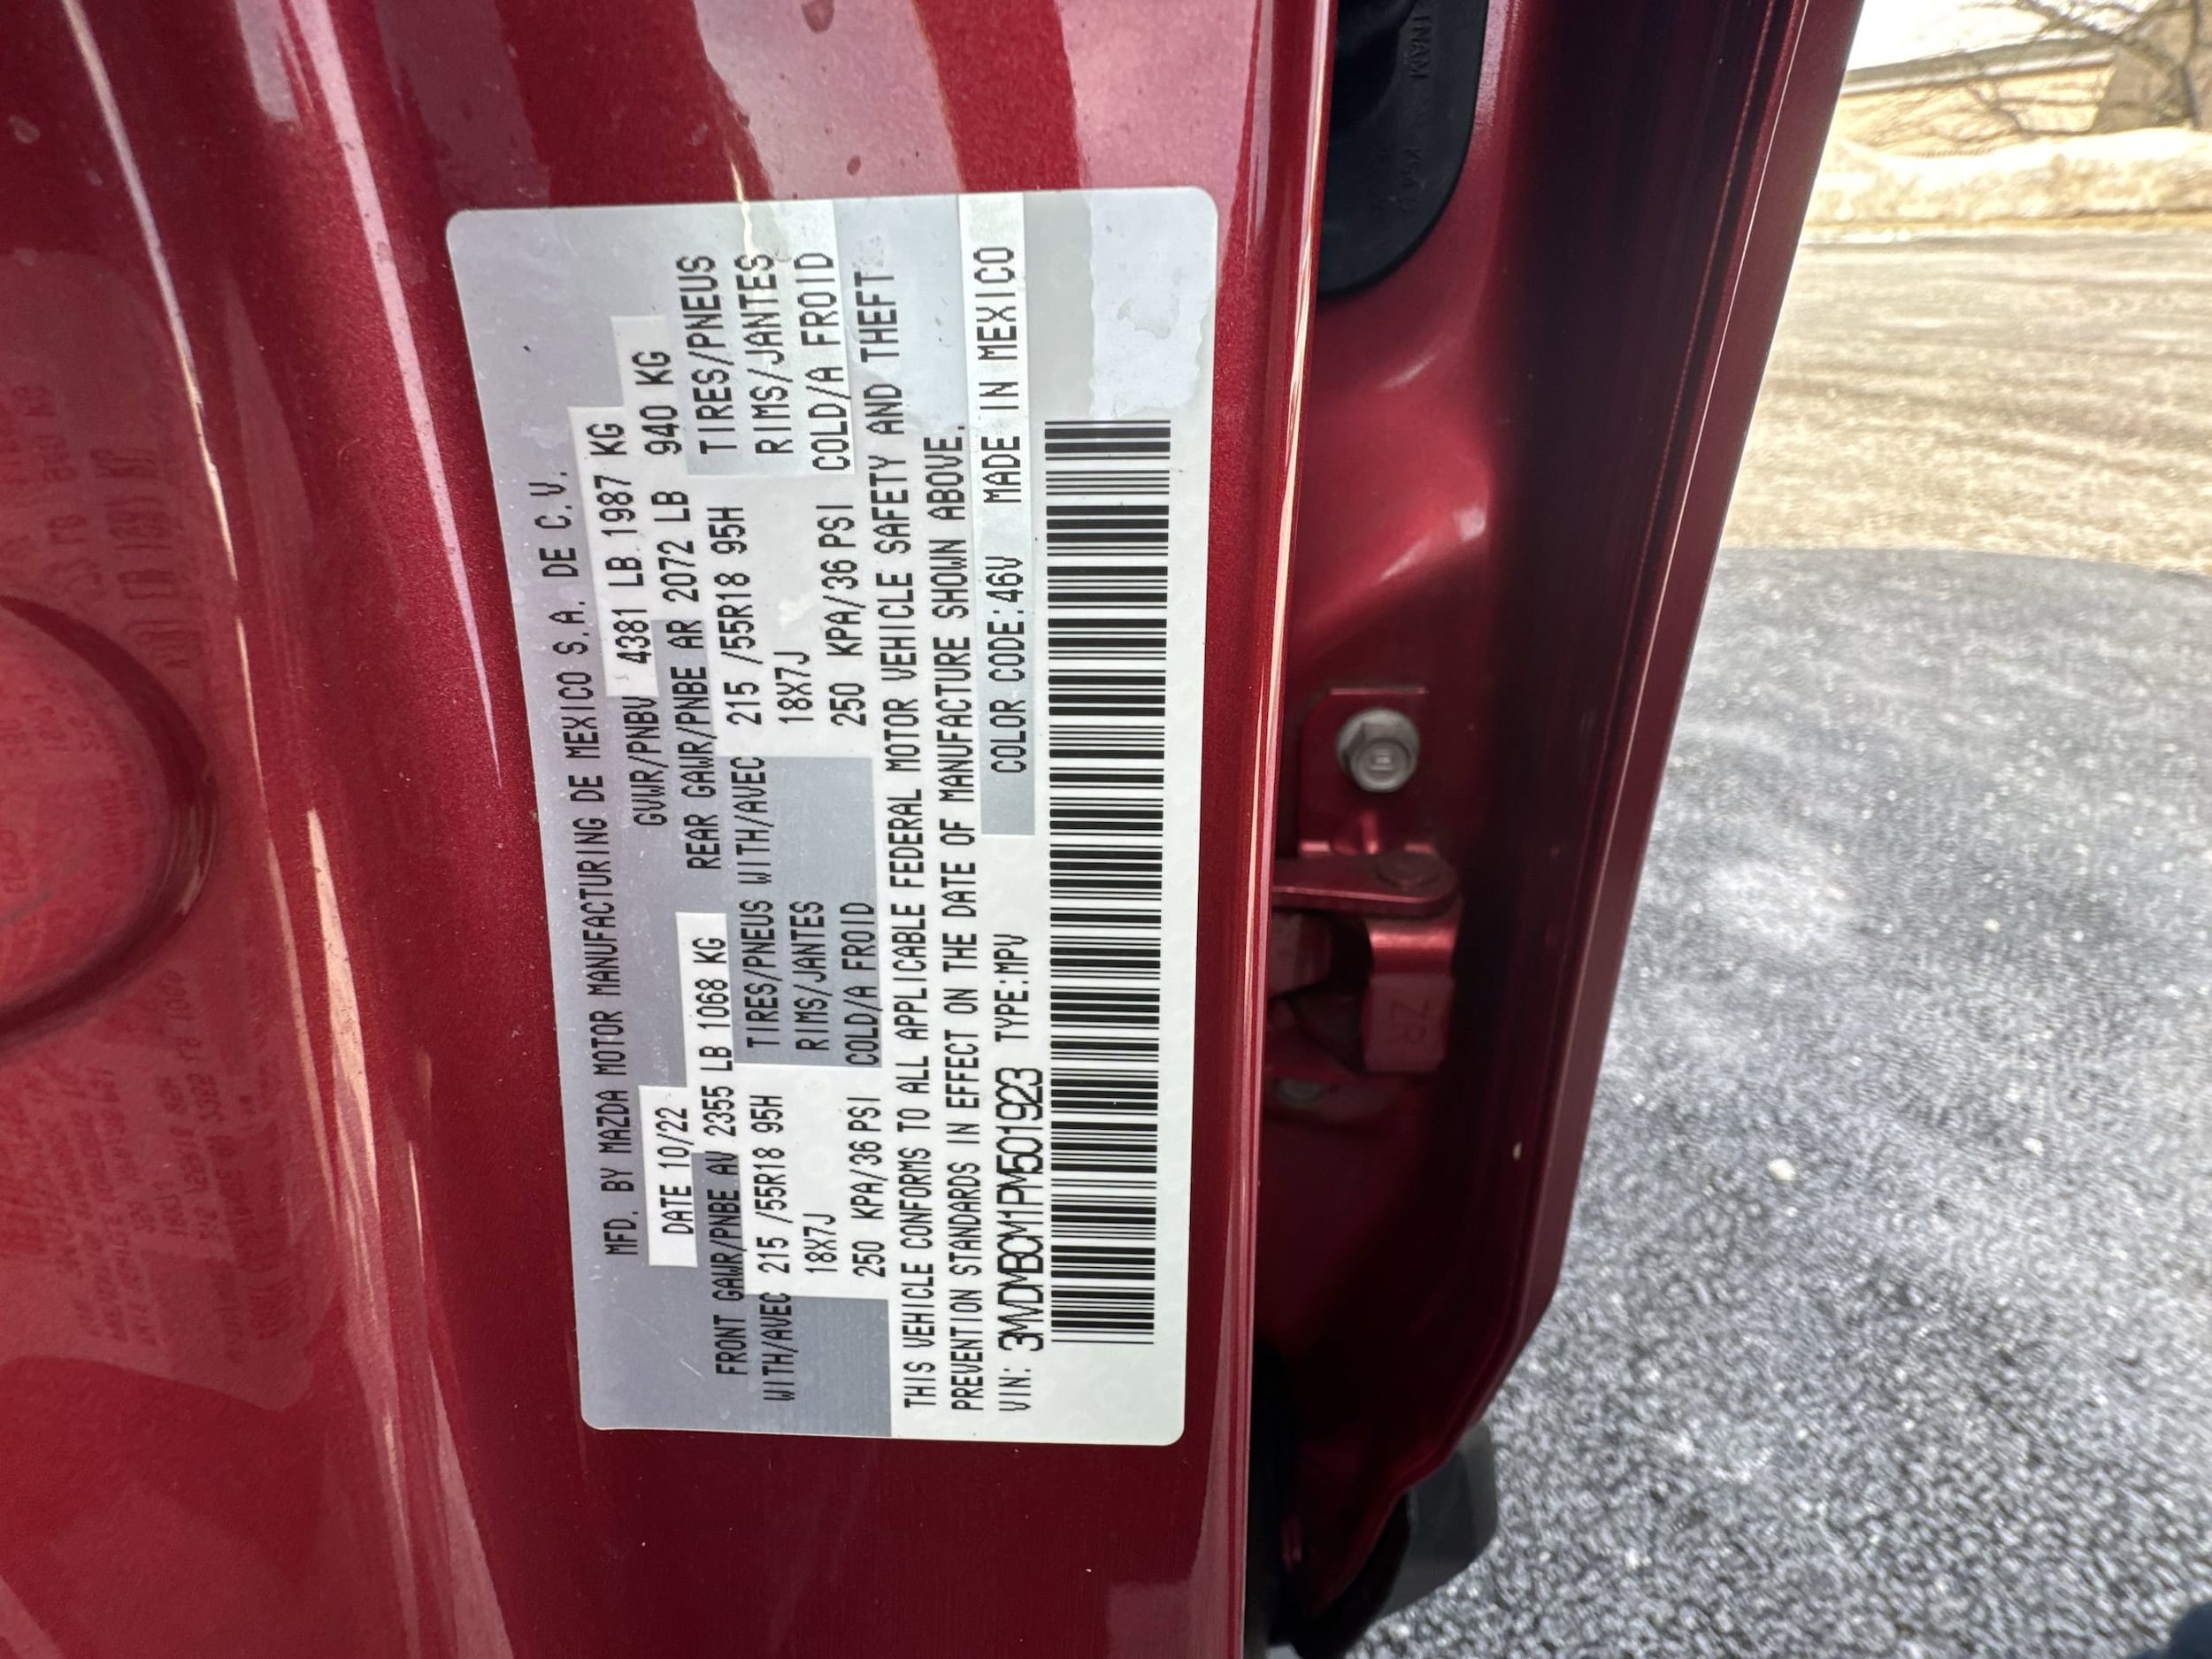 MFD. BY MAZDA MOTOR MANUFACTURING DE MEXICO S.A. DE C.V.
DATE 10/22 GVWR/PNBV 4381 LB 1987 KG
FRONT GAWR/PNBE AV 2355 LB 1068 KG REAR GAWR/PNBE AR 2072 LB 940 KG
WITH/AVEC 215 /55R18 95H TIRES/PNEUS WITH/AVEC 215 /55R18 95H TIRES/PNEUS
18X7J RIMS/JANTES 18X7J RIMS/JANTES
250 KPA/36 PSI COLD/A FROID 250 KPA/36 PSI COLD/A FROID
THIS VEHICLE CONFORMS TO ALL APPLICABLE FEDERAL MOTOR VEHICLE SAFETY AND THEFT
PREVENTION STANDARDS IN EFFECT ON THE DATE OF MANUFACTURE SHOWN ABOVE.
VIN: 3MVDMBCM1PM501923 TYPE:MPV COLOR CODE:46V MADE IN MEXICO